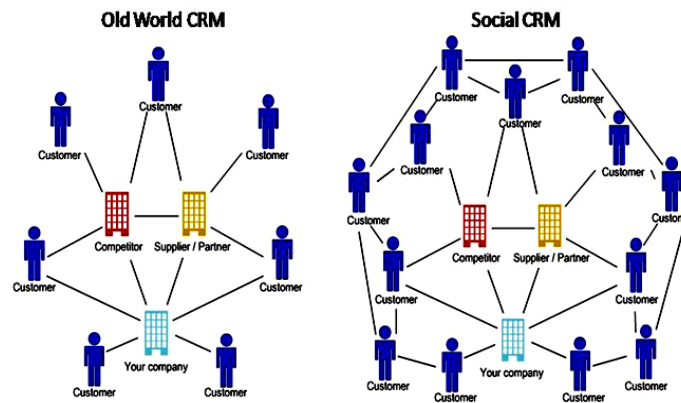 Old World CRM
Customer
Customer
Customer
Competitor
Supplier / Partner
Customer
Customer
Your company
Customer
Customer
Social CRM
Customer
Customer
Customer
Customer
Customer
Customer
Customer
Competitor
Supplier / Partner
Customer
Customer
Your company
Customer
Customer
Customer
Customer